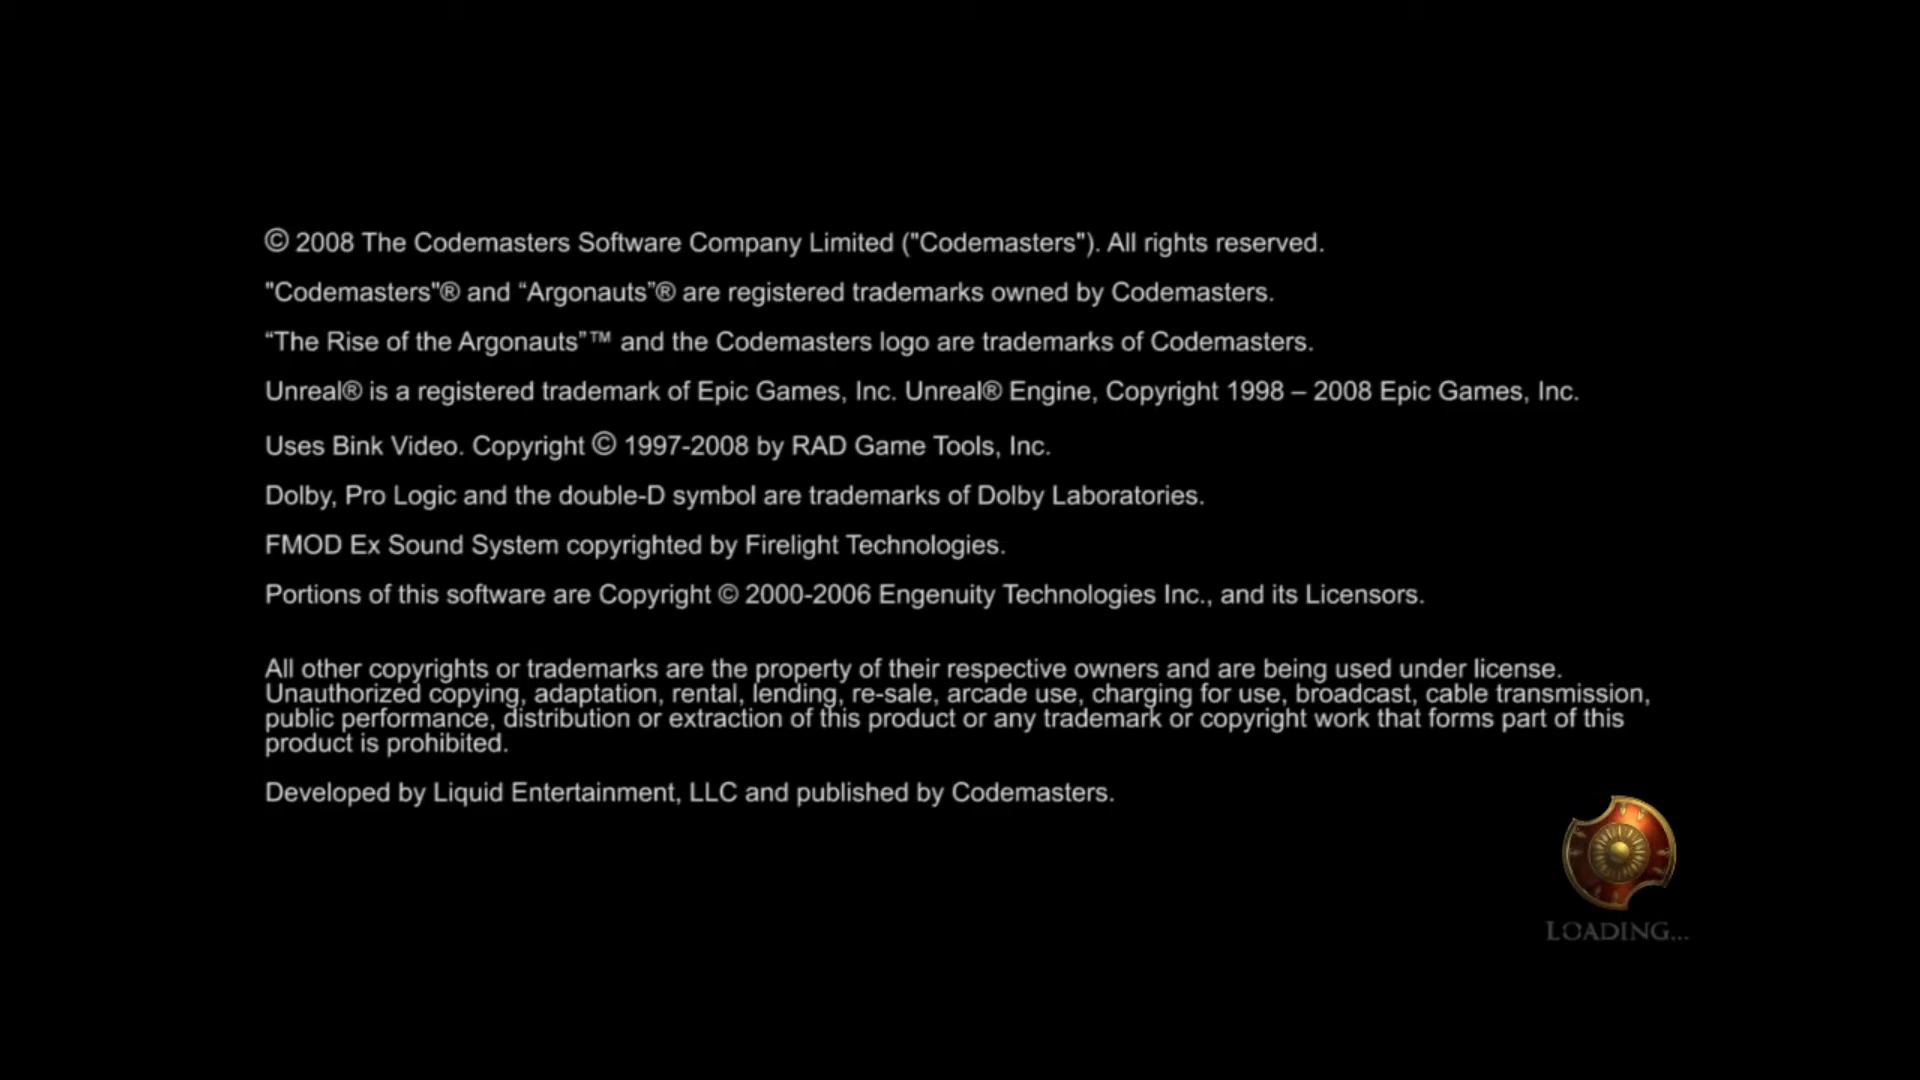 © 2008 The Codemasters Software Company Limited ("Codemasters"). All rights reserved.
"Codemasters"® and “Argonauts”® are registered trademarks owned by Codemasters.
“The Rise of the Argonauts”™ and the Codemasters logo are trademarks of Codemasters.
Unreal® is a registered trademark of Epic Games, Inc. Unreal® Engine, Copyright 1998 – 2008 Epic Games, Inc.
Uses Bink Video. Copyright © 1997-2008 by RAD Game Tools, Inc.
Dolby, Pro Logic and the double-D symbol are trademarks of Dolby Laboratories.
FMOD Ex Sound System copyrighted by Firelight Technologies.
Portions of this software are Copyright © 2000-2006 Engenuity Technologies Inc., and its Licensors.
All other copyrights or trademarks are the property of their respective owners and are being used under license.
Unauthorized copying, adaptation, rental, lending, re-sale, arcade use, charging for use, broadcast, cable transmission,
public performance, distribution or extraction of this product or any trademark or copyright work that forms part of this
product is prohibited.
Developed by Liquid Entertainment, LLC and published by Codemasters.
LOADING...